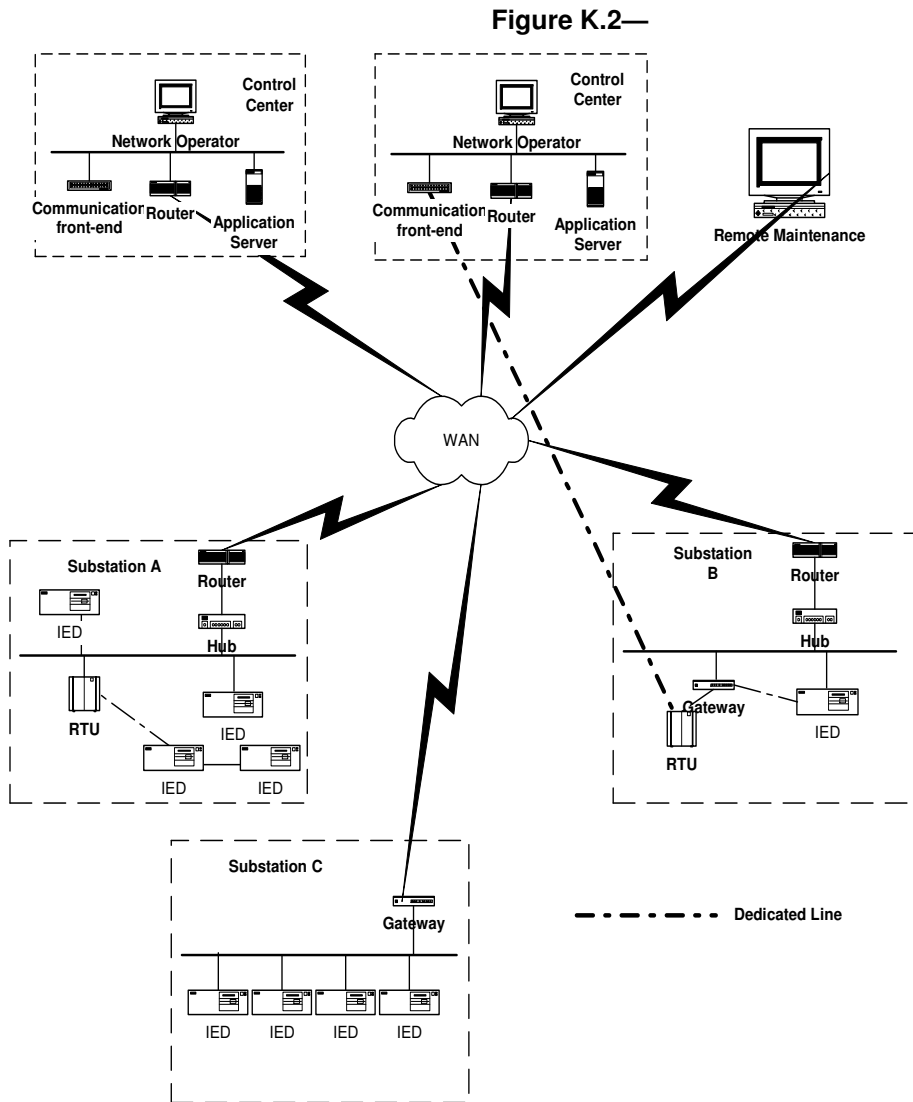 Figure K.2—
Control
Center
Network Operator
Communication
front-end
Router
Application
Server
Control
Center
Network Operator
Communication
front-end
Router
Application
Server
Remote Maintenance
WAN
Substation A
Router
IED
Hub
RTU
IED
IED
IED
Substation
B
Router
Hub
Gateway
IED
RTU
Substation C
Gateway
IED
IED
IED
IED
Dedicated Line